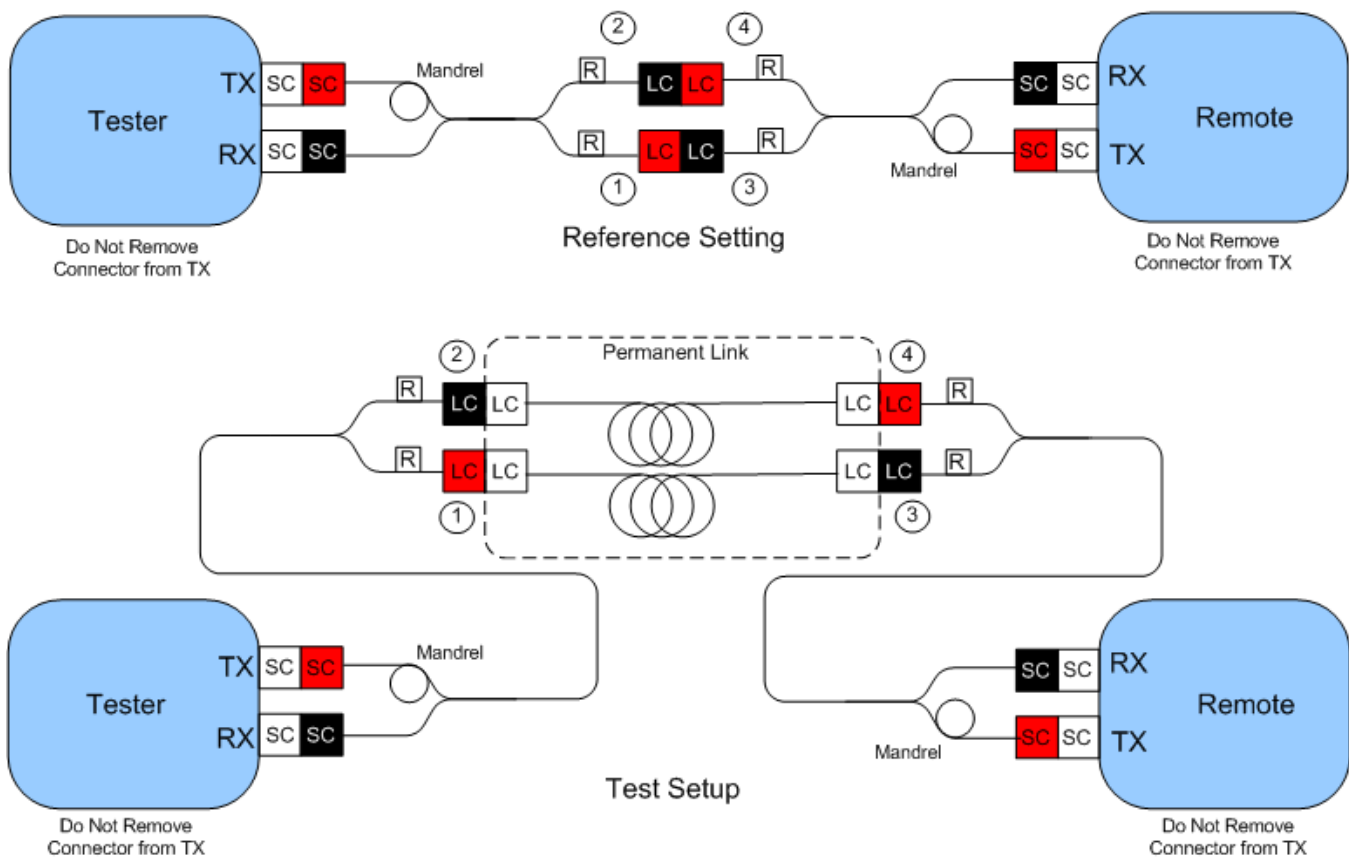 2 4
TX SC SC Mandrel R LC LC R SC SC RX
Tester Remote
RX SC SC R LC LC R Mandrel SC SC TX
1 3
Do Not Remove
Connector from TX
Reference Setting
Do Not Remove
Connector from TX
2 Permanent Link 4
R LC LC LC LC R
R LC LC LC LC R
1 3
TX SC SC Mandrel SC SC RX
Tester Remote
RX SC SC Mandrel SC SC TX
Test Setup
Do Not Remove
Connector from TX
Do Not Remove
Connector from TX